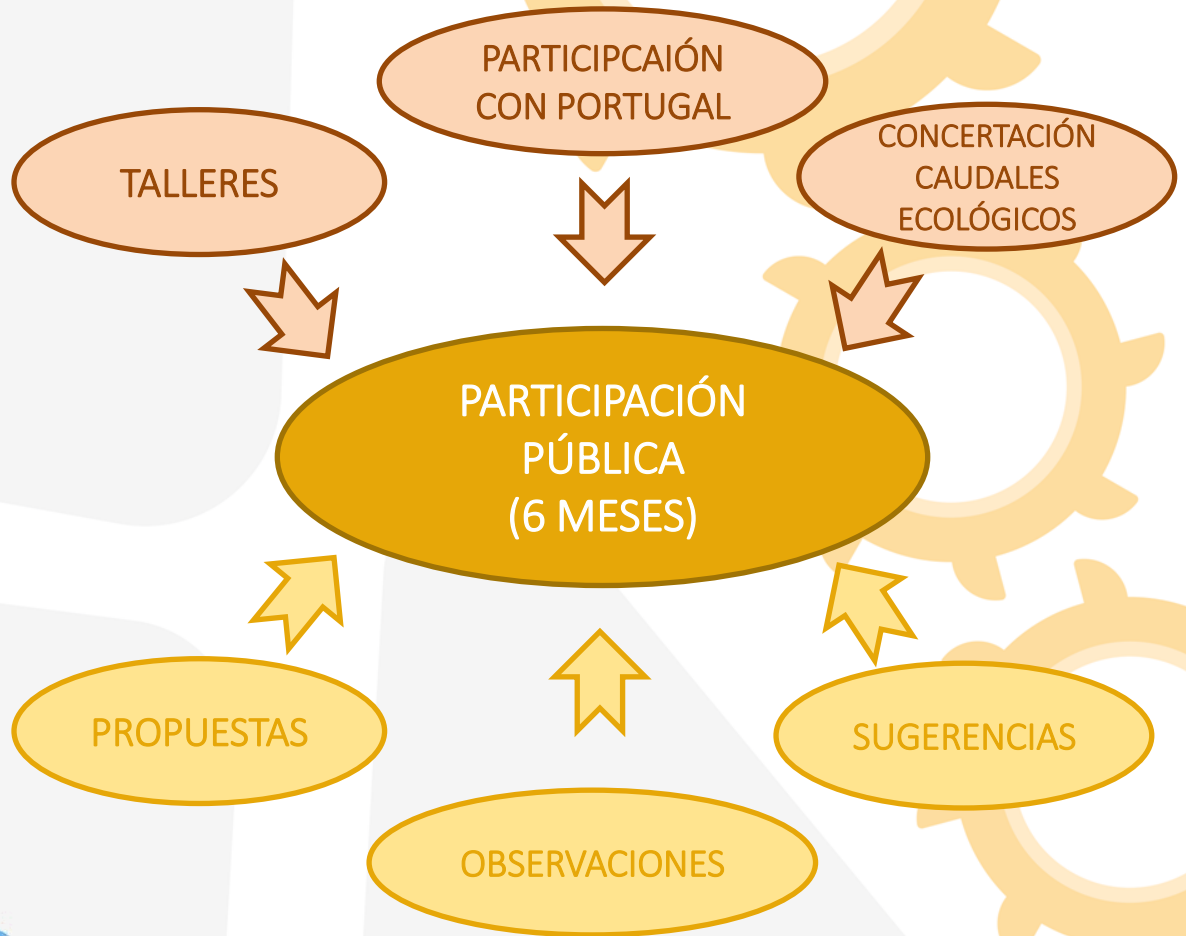 PARTICIPCAIÓN
CON PORTUGAL
TALLERES
CONCERTACIÓN
CAUDALES
ECOLÓGICOS
PARTICIPACIÓN
PÚBLICA
(6 MESES)
PROPUESTAS
SUGERENCIAS
OBSERVACIONES